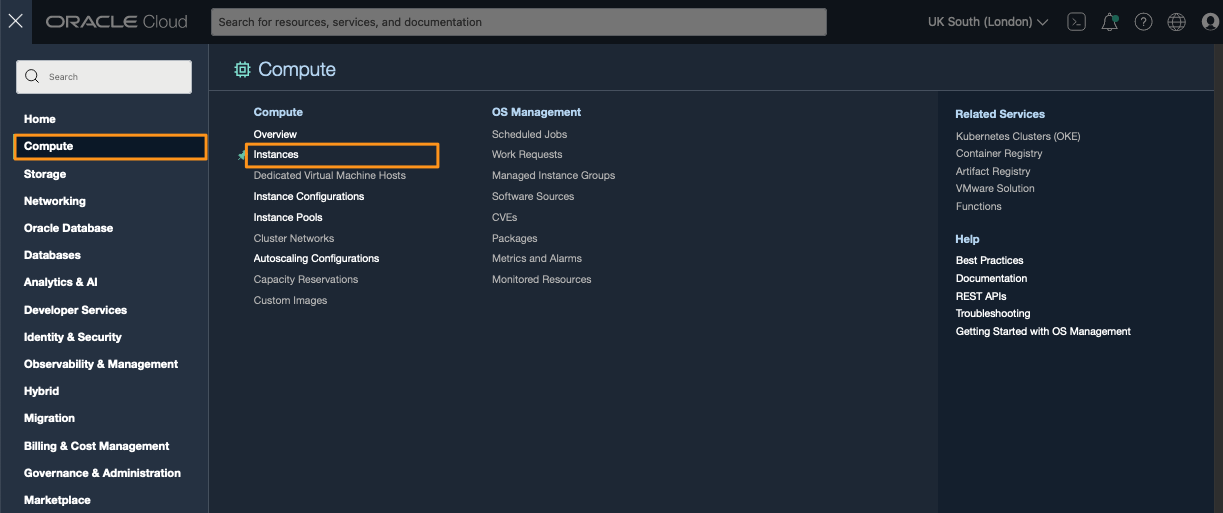 ORACLE Cloud
Search for resources, services, and documentation
UK South (London)
Search
Home
Compute
Storage
Networking
Oracle Database
Databases
Analytics & AI
Developer Services
Identity & Security
Observability & Management
Hybrid
Migration
Billing & Cost Management
Governance & Administration
Marketplace
Compute
Compute
Overview
Instances
Dedicated Virtual Machine Hosts
Instance Configurations
Instance Pools
Cluster Networks
Autoscaling Configurations
Capacity Reservations
Custom Images
OS Management
Scheduled Jobs
Work Requests
Managed Instance Groups
Software Sources
CVEs
Packages
Metrics and Alarms
Monitored Resources
Related Services
Kubernetes Clusters (OKE)
Container Registry
Artifact Registry
VMware Solution
Functions
Help
Best Practices
Documentation
REST APIs
Troubleshooting
Getting Started with OS Management